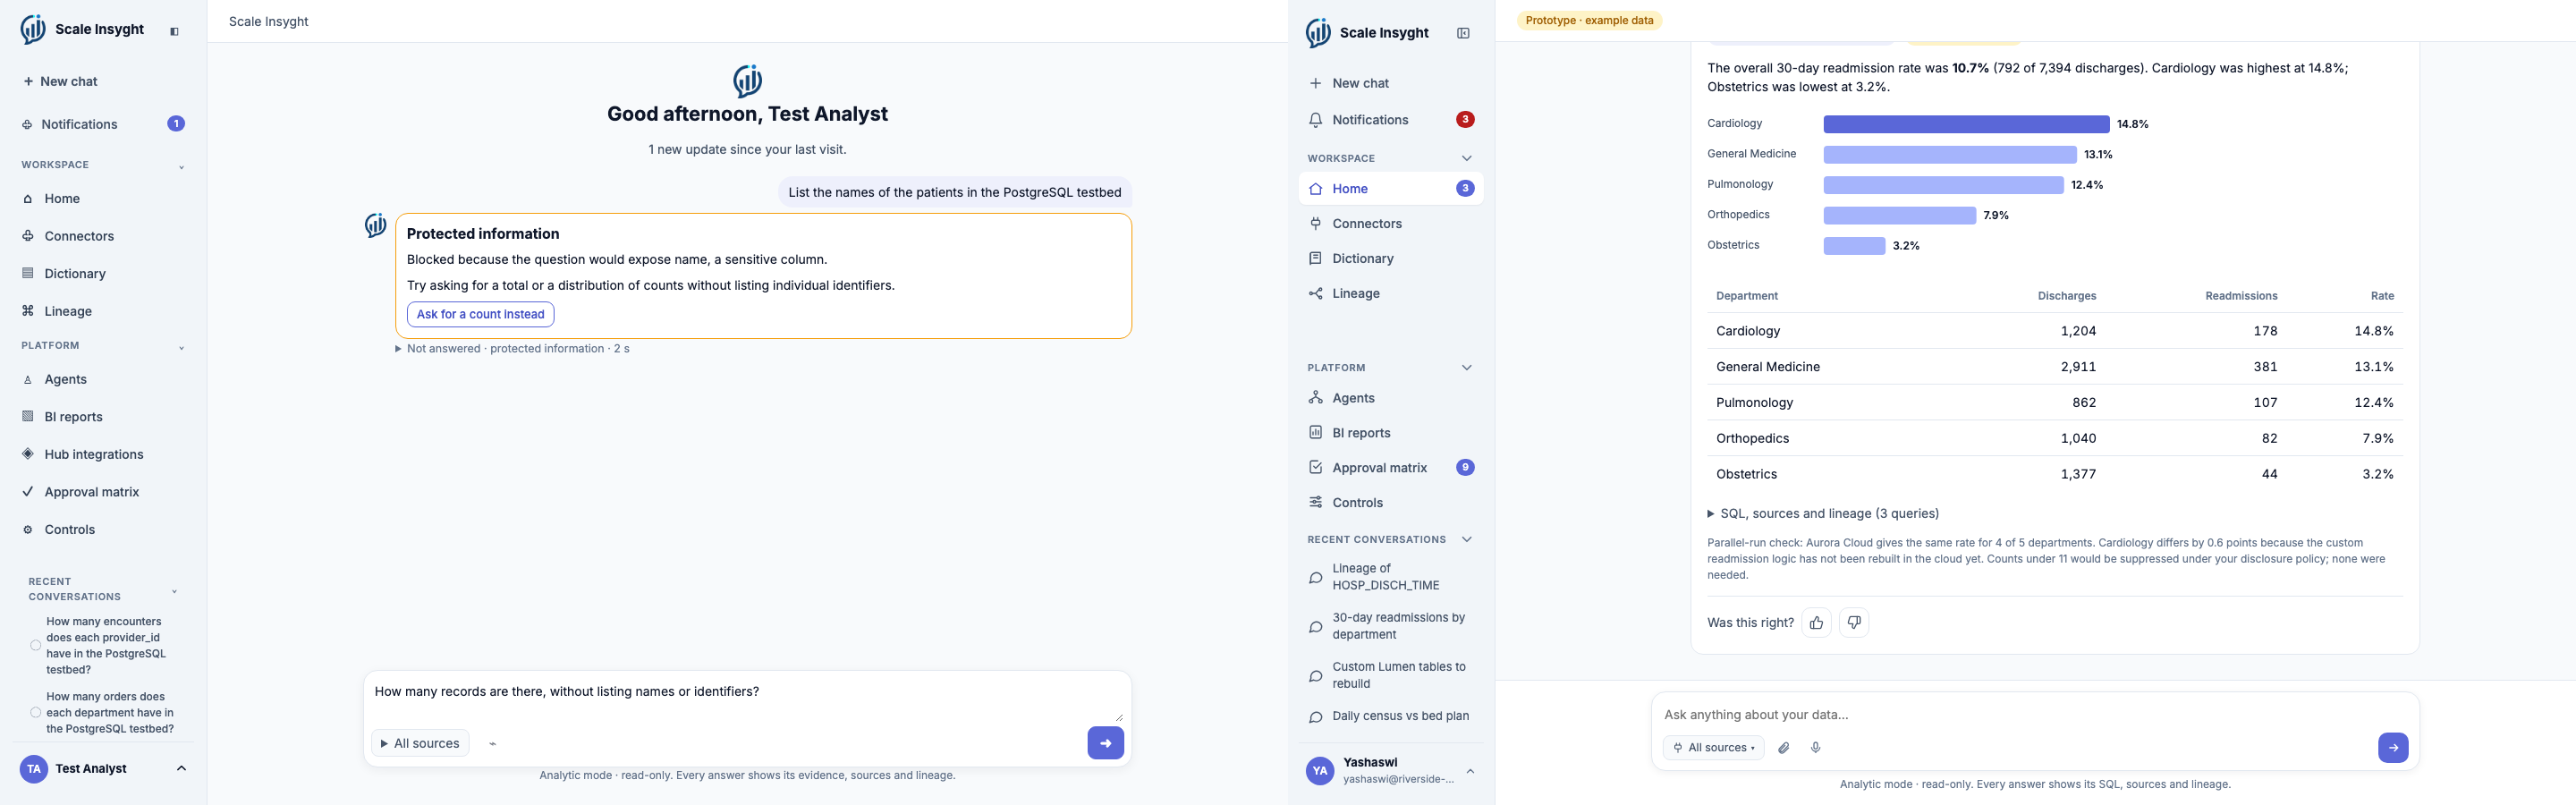 Scale Insyght
+ New chat
Notifications 1
WORKSPACE
Home
Connectors
Dictionary
Lineage
PLATFORM
Agents
BI reports
Hub integrations
Approval matrix
Controls
RECENT
CONVERSATIONS
How many encounters
does each provider_id
have in the PostgreSQL
testbed?
How many orders does
each department have in
the PostgreSQL testbed?
TA Test Analyst
Scale Insyght
Good afternoon, Test Analyst
1 new update since your last visit.
List the names of the patients in the PostgreSQL testbed
Protected information
Blocked because the question would expose name, a sensitive column.
Try asking for a total or a distribution of counts without listing individual identifiers.
Ask for a count instead
Not answered · protected information · 2 s
How many records are there, without listing names or identifiers?
All sources
Analytic mode · read-only. Every answer shows its evidence, sources and lineage.
Scale Insyght
New chat
Notifications 3
WORKSPACE
Home 3
Connectors
Dictionary
Lineage
PLATFORM
Agents
BI reports
Approval matrix 9
Controls
RECENT CONVERSATIONS
Lineage of
HOSP_DISCH_TIME
30-day readmissions by
department
Custom Lumen tables to
rebuild
Daily census vs bed plan
YA Yashaswi
yashaswi@riverside-...
Prototype · example data
The overall 30-day readmission rate was 10.7% (792 of 7,394 discharges). Cardiology was highest at 14.8%;
Obstetrics was lowest at 3.2%.
Cardiology 14.8%
General Medicine 13.1%
Pulmonology 12.4%
Orthopedics 7.9%
Obstetrics 3.2%
Department Discharges Readmissions Rate
Cardiology 1,204 178 14.8%
General Medicine 2,911 381 13.1%
Pulmonology 862 107 12.4%
Orthopedics 1,040 82 7.9%
Obstetrics 1,377 44 3.2%
SQL, sources and lineage (3 queries)
Parallel-run check: Aurora Cloud gives the same rate for 4 of 5 departments. Cardiology differs by 0.6 points because the custom
readmission logic has not been rebuilt in the cloud yet. Counts under 11 would be suppressed under your disclosure policy; none were
needed.
Was this right?
Ask anything about your data...
All sources
Analytic mode · read-only. Every answer shows its SQL, sources and lineage.